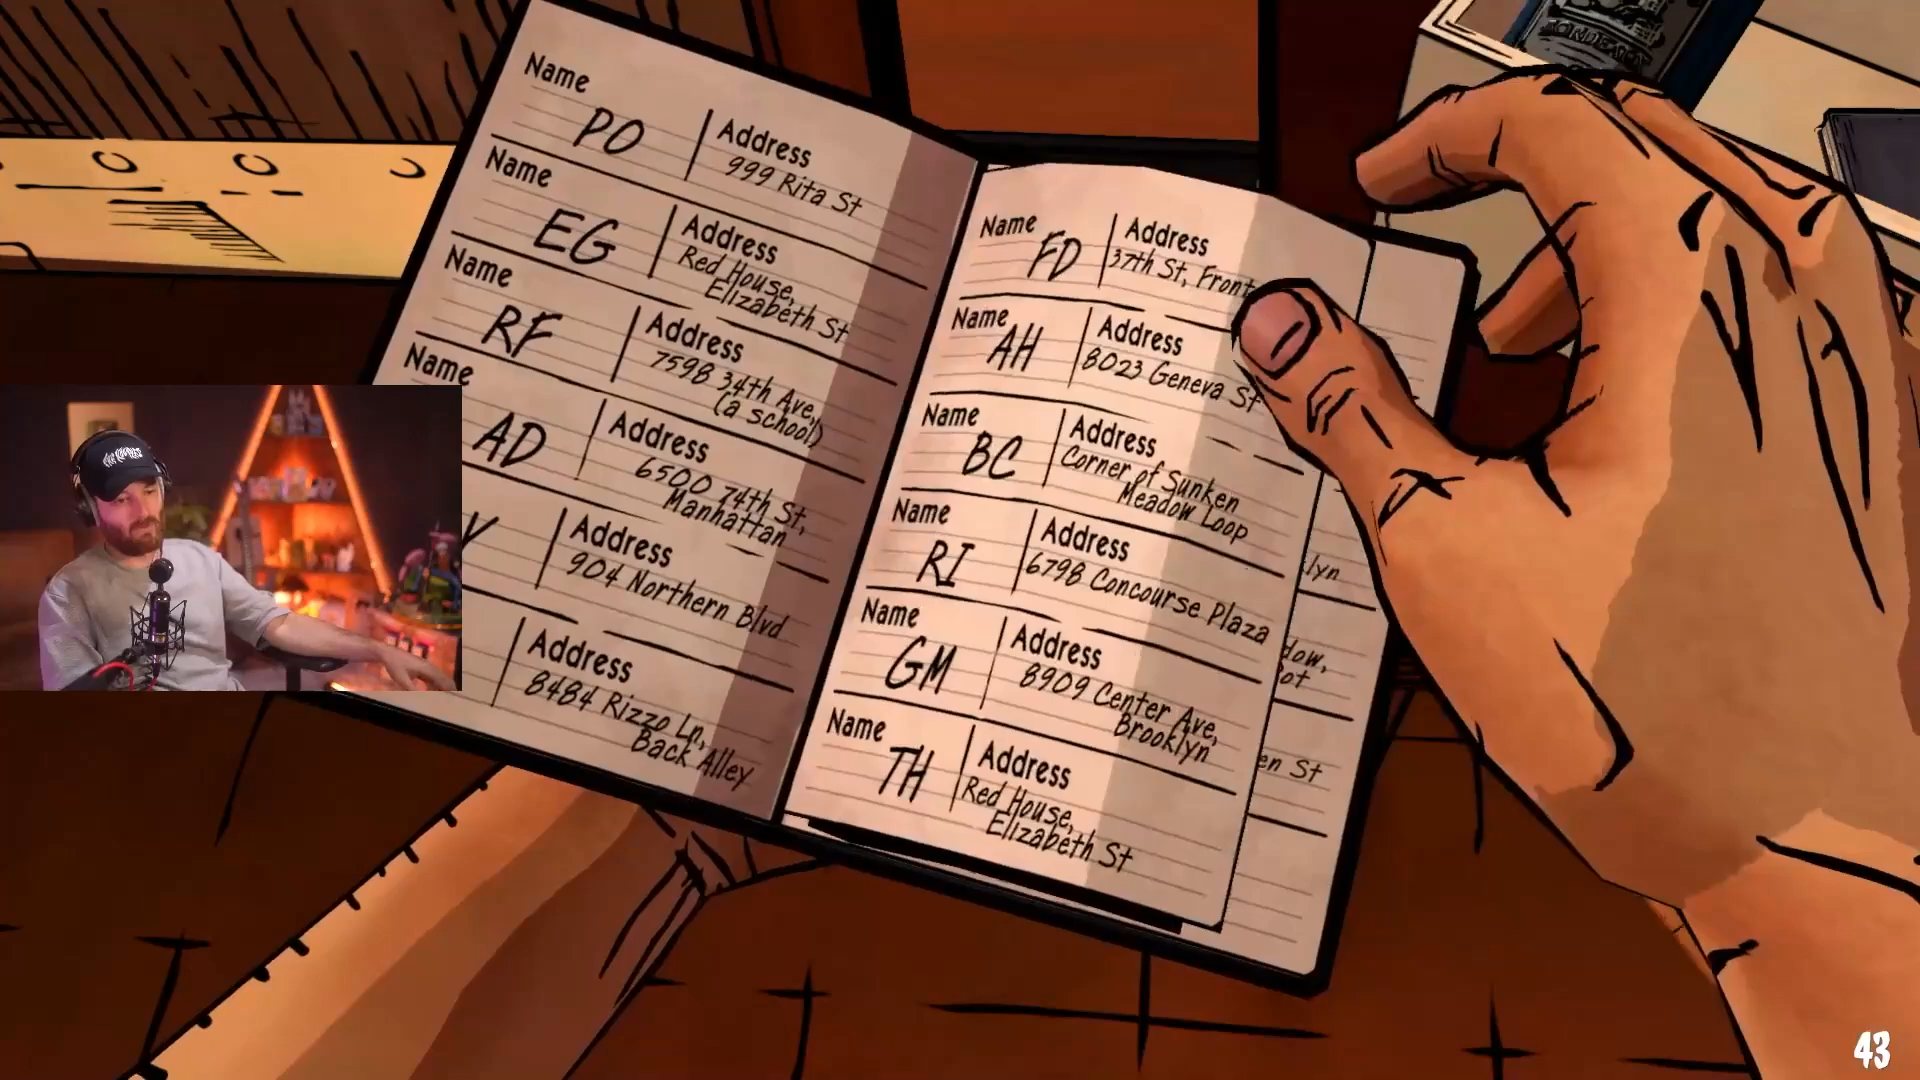 Name
PO
Address
999 Rita St
Name
EG
Address
Red House,
Elizabeth St
Name
RF
Address
7598 34th Ave,
(a school)
Name
AD
Address
6500 74th St,
Manhattan
Address
904 Northern Blvd
Address
8484 Rizzo Ln,
Back Alley
Name
FD
Address
37th St, Front
Name
AH
Address
8023 Geneva St
Name
BC
Address
Corner of Sunken
Meadow Loop
Name
RI
Address
6798 Concourse Plaza
Name
GM
Address
8909 Center Ave,
Brooklyn
Name
TH
Address
Red House,
Elizabeth St
43